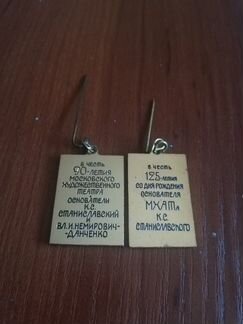 В ЧЕСТЬ
90-ЛЕТИЯ
МОСКОВСКОГО
ХУДОЖЕСТВЕННОГО
ТЕАТРА
ОСНОВАТЕЛИ
К.С.
СТАНИСЛАВСКИЙ
И
ВЛ.И.НЕМИРОВИЧ-
-ДАНЧЕНКО
В ЧЕСТЬ
125-ЛЕТИЯ
СО ДНЯ РОЖДЕНИЯ
ОСНОВАТЕЛЯ
МХАТа
К.С.
СТАНИСЛАВСКОГО